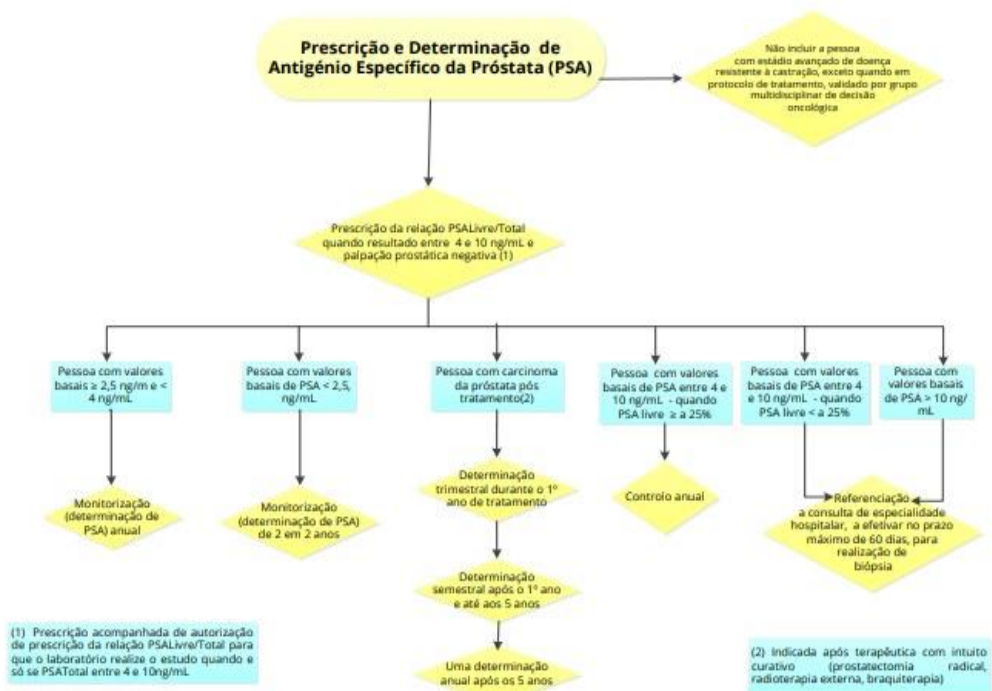 Prescrição e Determinação de
Antigénio Específico da Próstata (PSA)
Não incluir a pessoa
com estádio avançado de doença
resistente à castração, exceto quando em
protocolo de tratamento, validado por grupo
multidisciplinar de decisão
oncológica
Prescrição da relação PSALivre/Total
quando resultado entre 4 e 10 ng/mL e
palpação prostática negativa (1)
Pessoa com valores
basais ≥ 2,5 ng/m e <
4 ng/mL
Pessoa com valores
basais de PSA < 2,5,
ng/mL
Pessoa com carcinoma
da próstata pós
tratamento(2)
Pessoa com valores
basais de PSA entre 4 e
10 ng/mL - quando
PSA livre ≥ a 25%
Pessoa com valores
basais de PSA entre 4
e 10 ng/mL - quando
PSA livre < a 25%
Pessoa com
valores basais
de PSA > 10 ng/
mL
Monitorização
(determinação de
PSA) anual
Monitorização
(determinação de PSA)
de 2 em 2 anos
Determinação
trimestral durante o 1º
ano de tratamento
Controlo anual
Referenciação
a consulta de especialidade
hospitalar, a efetivar no prazo
máximo de 60 dias, para
realização de
biópsia
Determinação
semestral após o 1º ano
e até aos 5 anos
Uma determinação
anual após os 5 anos
(1) Prescrição acompanhada de autorização
de prescrição da relação PSALivre/Total para
que o laboratório realize o estudo quando e
só se PSATotal entre 4 e 10ng/mL
(2) Indicada após terapêutica com intuito
curativo (prostatectomia radical,
radioterapia externa, braquiterapia)